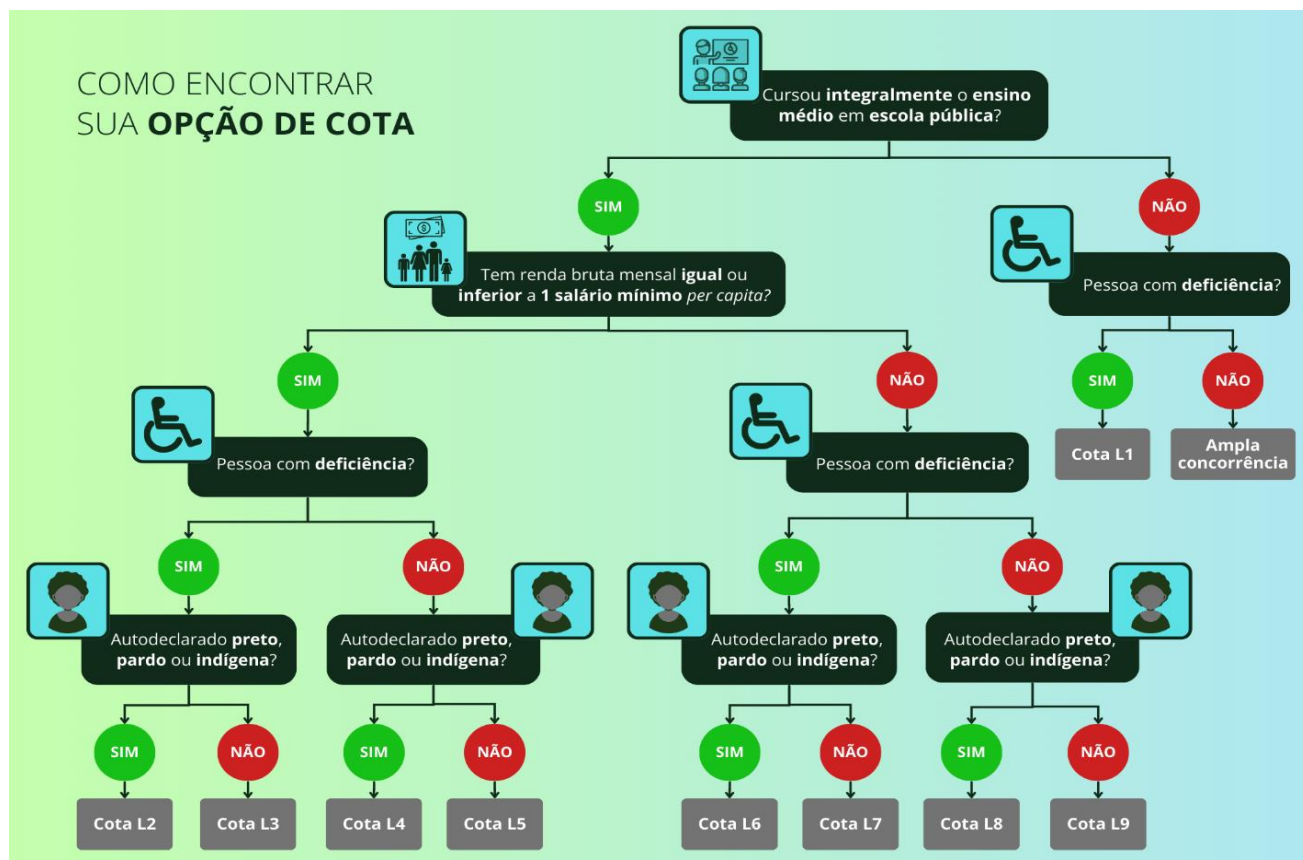 COMO ENCONTRAR
SUA OPÇÃO DE COTA
Cursou integralmente o ensino
médio em escola pública?
SIM
NÃO
Tem renda bruta mensal igual ou
inferior a 1 salário mínimo per capita?
Pessoa com deficiência?
SIM
NÃO
SIM
NÃO
Cota L1
Ampla
concorrência
Pessoa com deficiência?
Pessoa com deficiência?
SIM
NÃO
SIM
NÃO
Autodeclarado preto,
pardo ou indígena?
Autodeclarado preto,
pardo ou indígena?
Autodeclarado preto,
pardo ou indígena?
Autodeclarado preto,
pardo ou indígena?
SIM
NÃO
SIM
NÃO
SIM
NÃO
SIM
NÃO
Cota L2
Cota L3
Cota L4
Cota L5
Cota L6
Cota L7
Cota L8
Cota L9